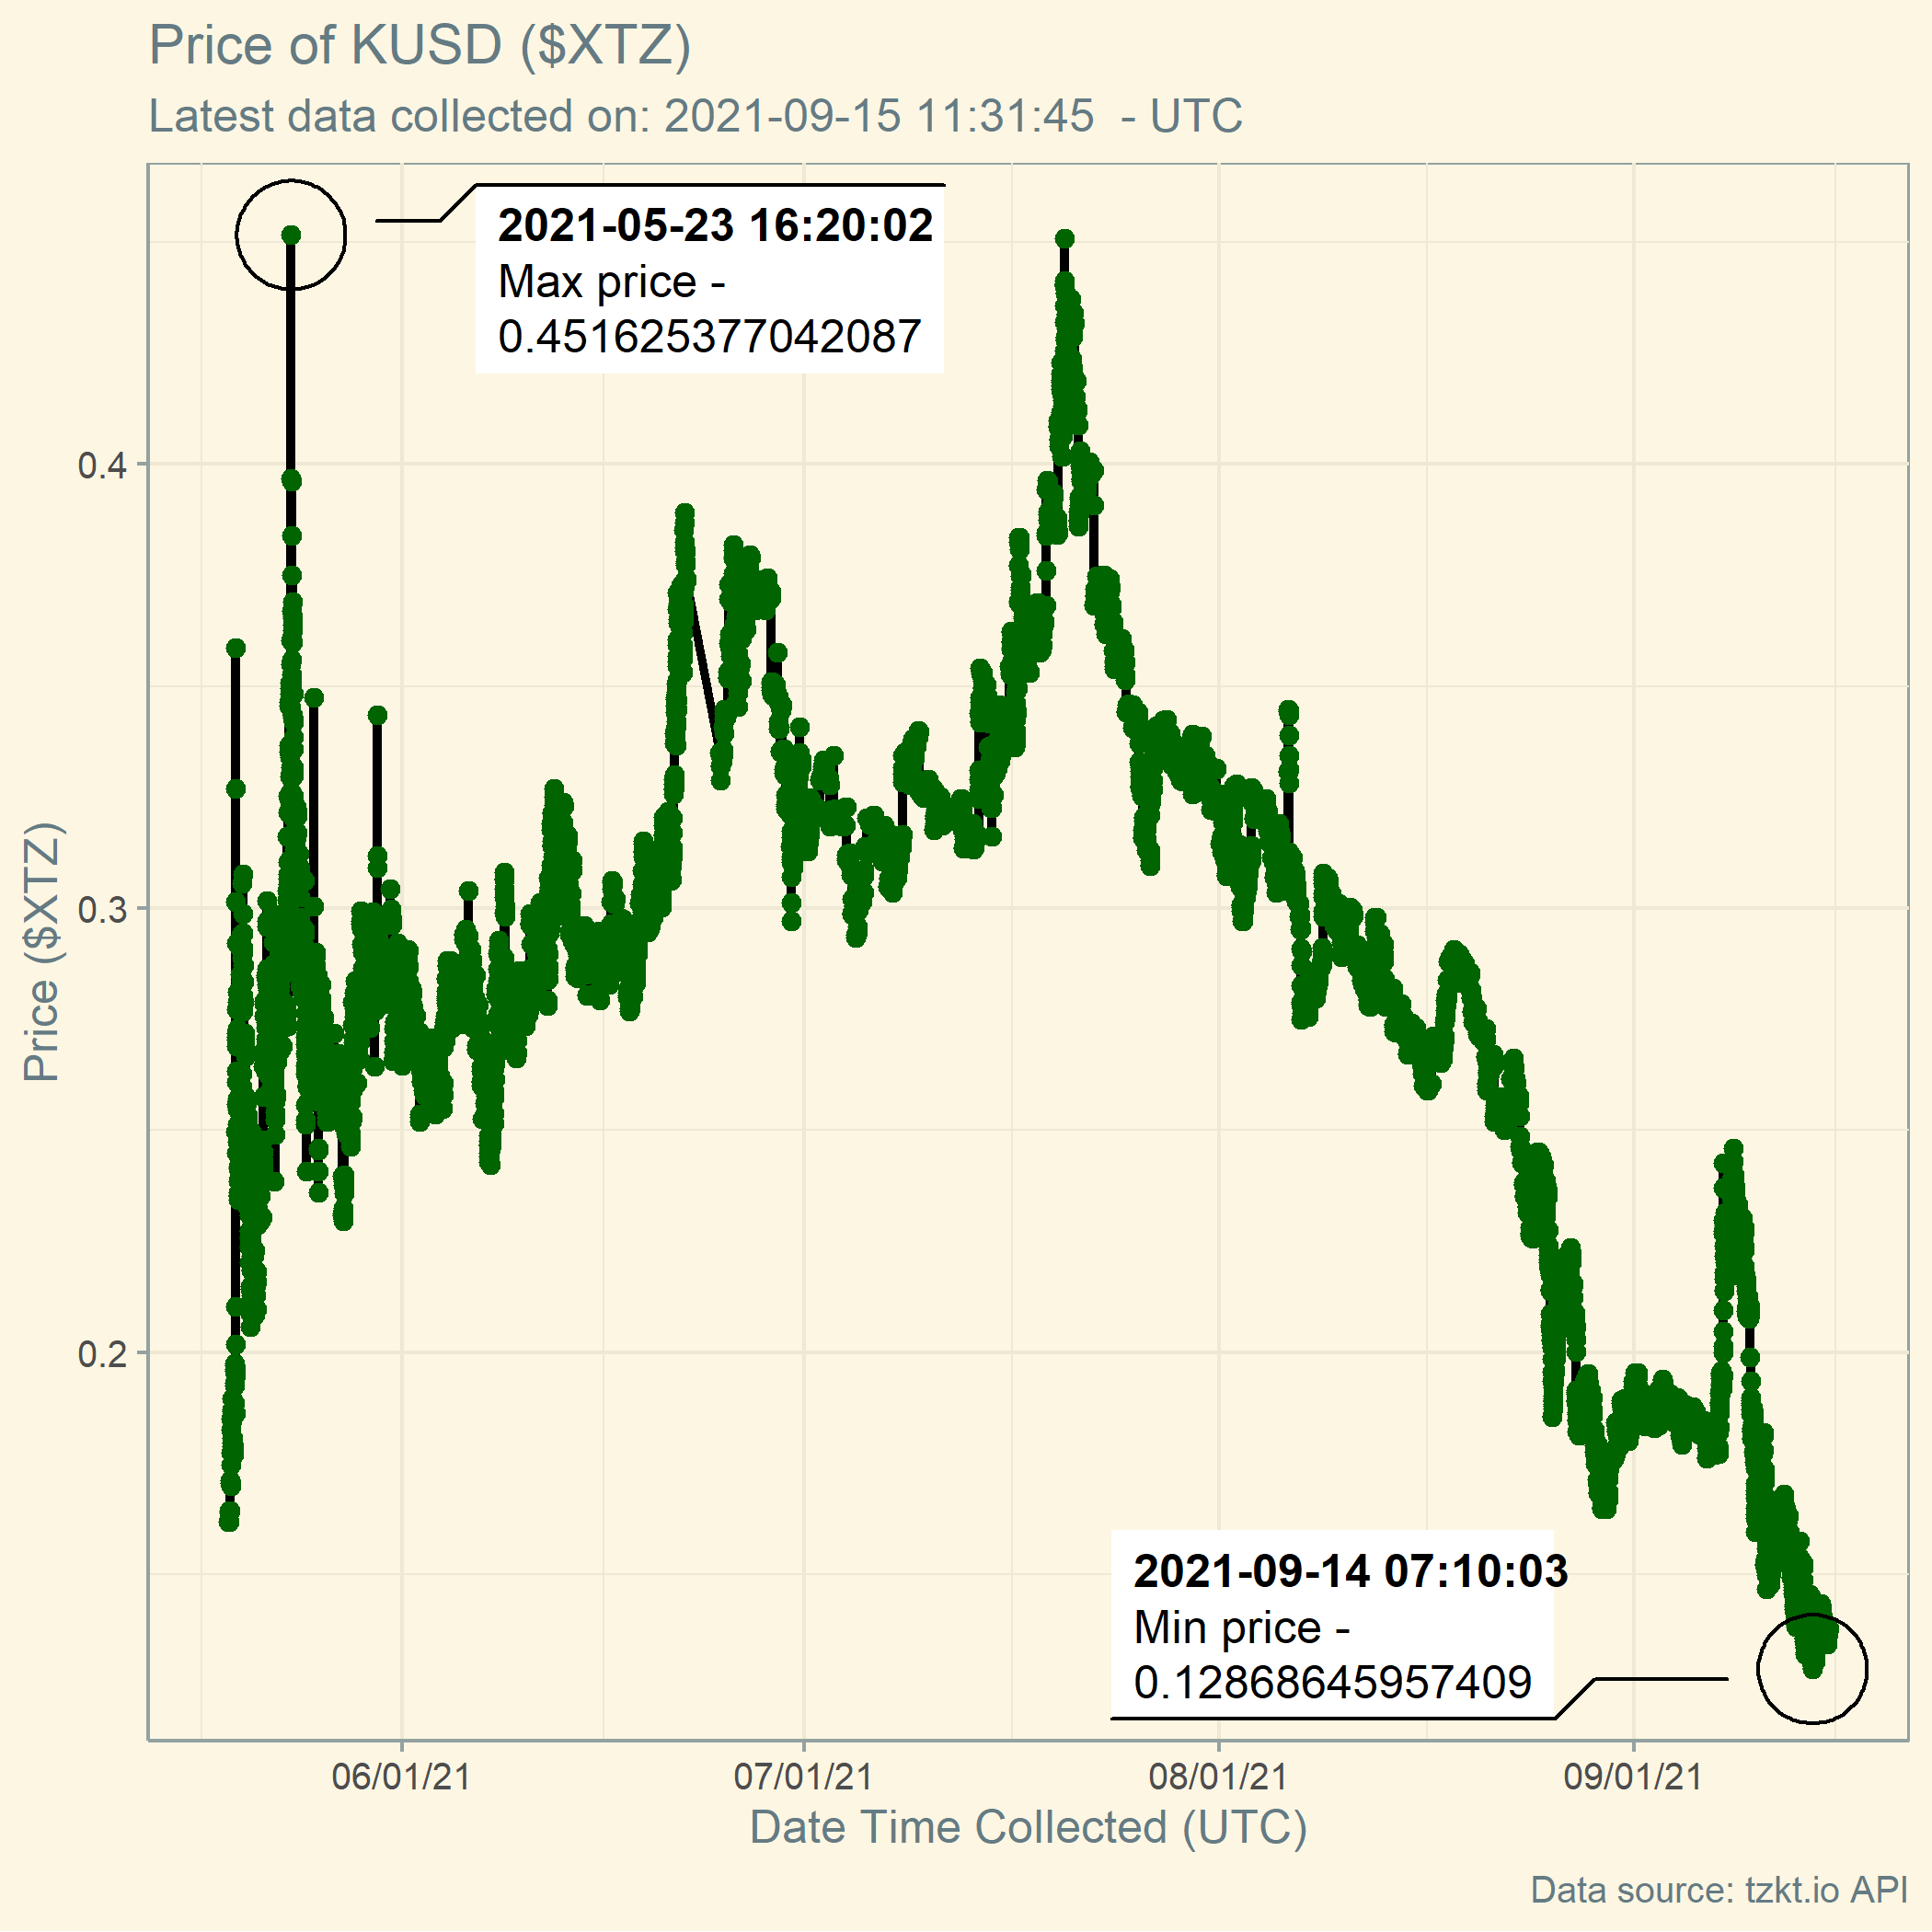 Price of KUSD ($XTZ)
Latest data collected on: 2021-09-15 11:31:45  - UTC
2021-05-23 16:20:02
Max price -
0.451625377042087
0.4
0.3
0.2
Price ($XTZ)
2021-09-14 07:10:03
Min price -
0.12868645957409
06/01/21
07/01/21
08/01/21
09/01/21
Date Time Collected (UTC)
Data source: tzkt.io API